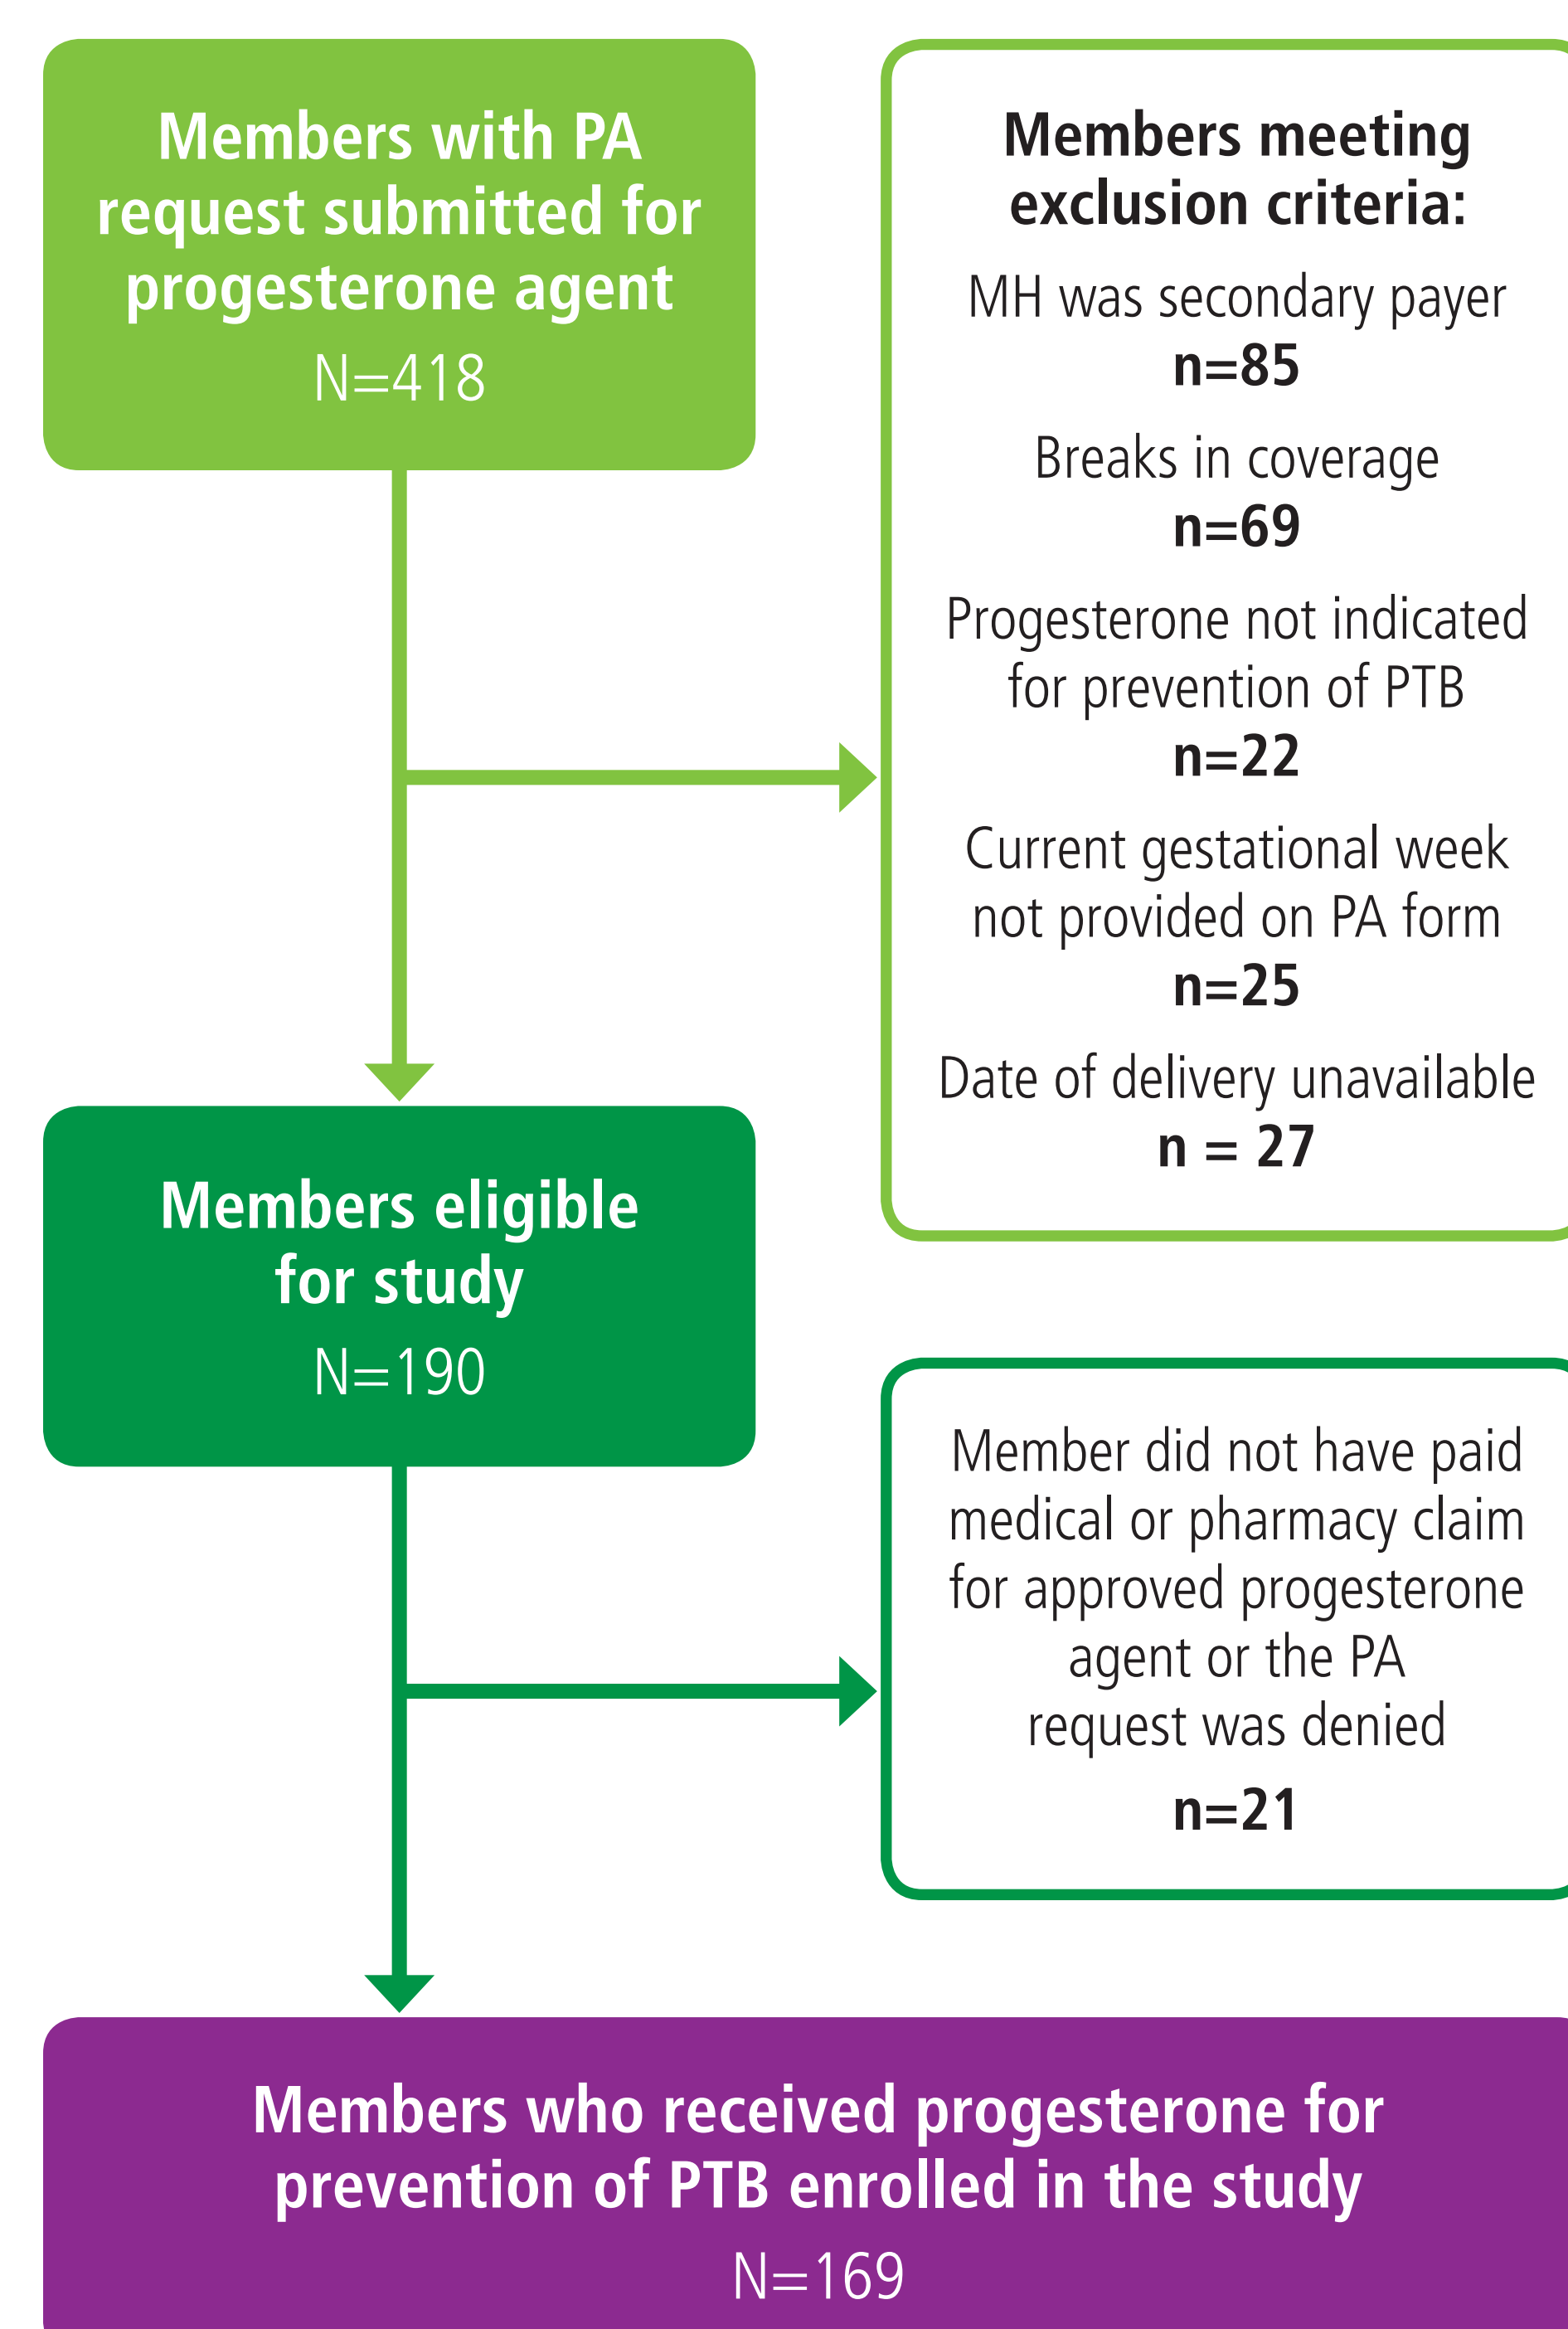 Members with PA
request submitted for
progesterone agent
N=418
Members meeting
exclusion criteria:
MH was secondary payer
n=85
Breaks in coverage
n=69
Progesterone not indicated
for prevention of PTB
n=22
Current gestational week
not provided on PA form
n=25
Date of delivery unavailable
n = 27
Members eligible
for study
N=190
Member did not have paid
medical or pharmacy claim
for approved progesterone
agent or the PA
request was denied
n=21
Members who received progesterone for
prevention of PTB enrolled in the study
N=169